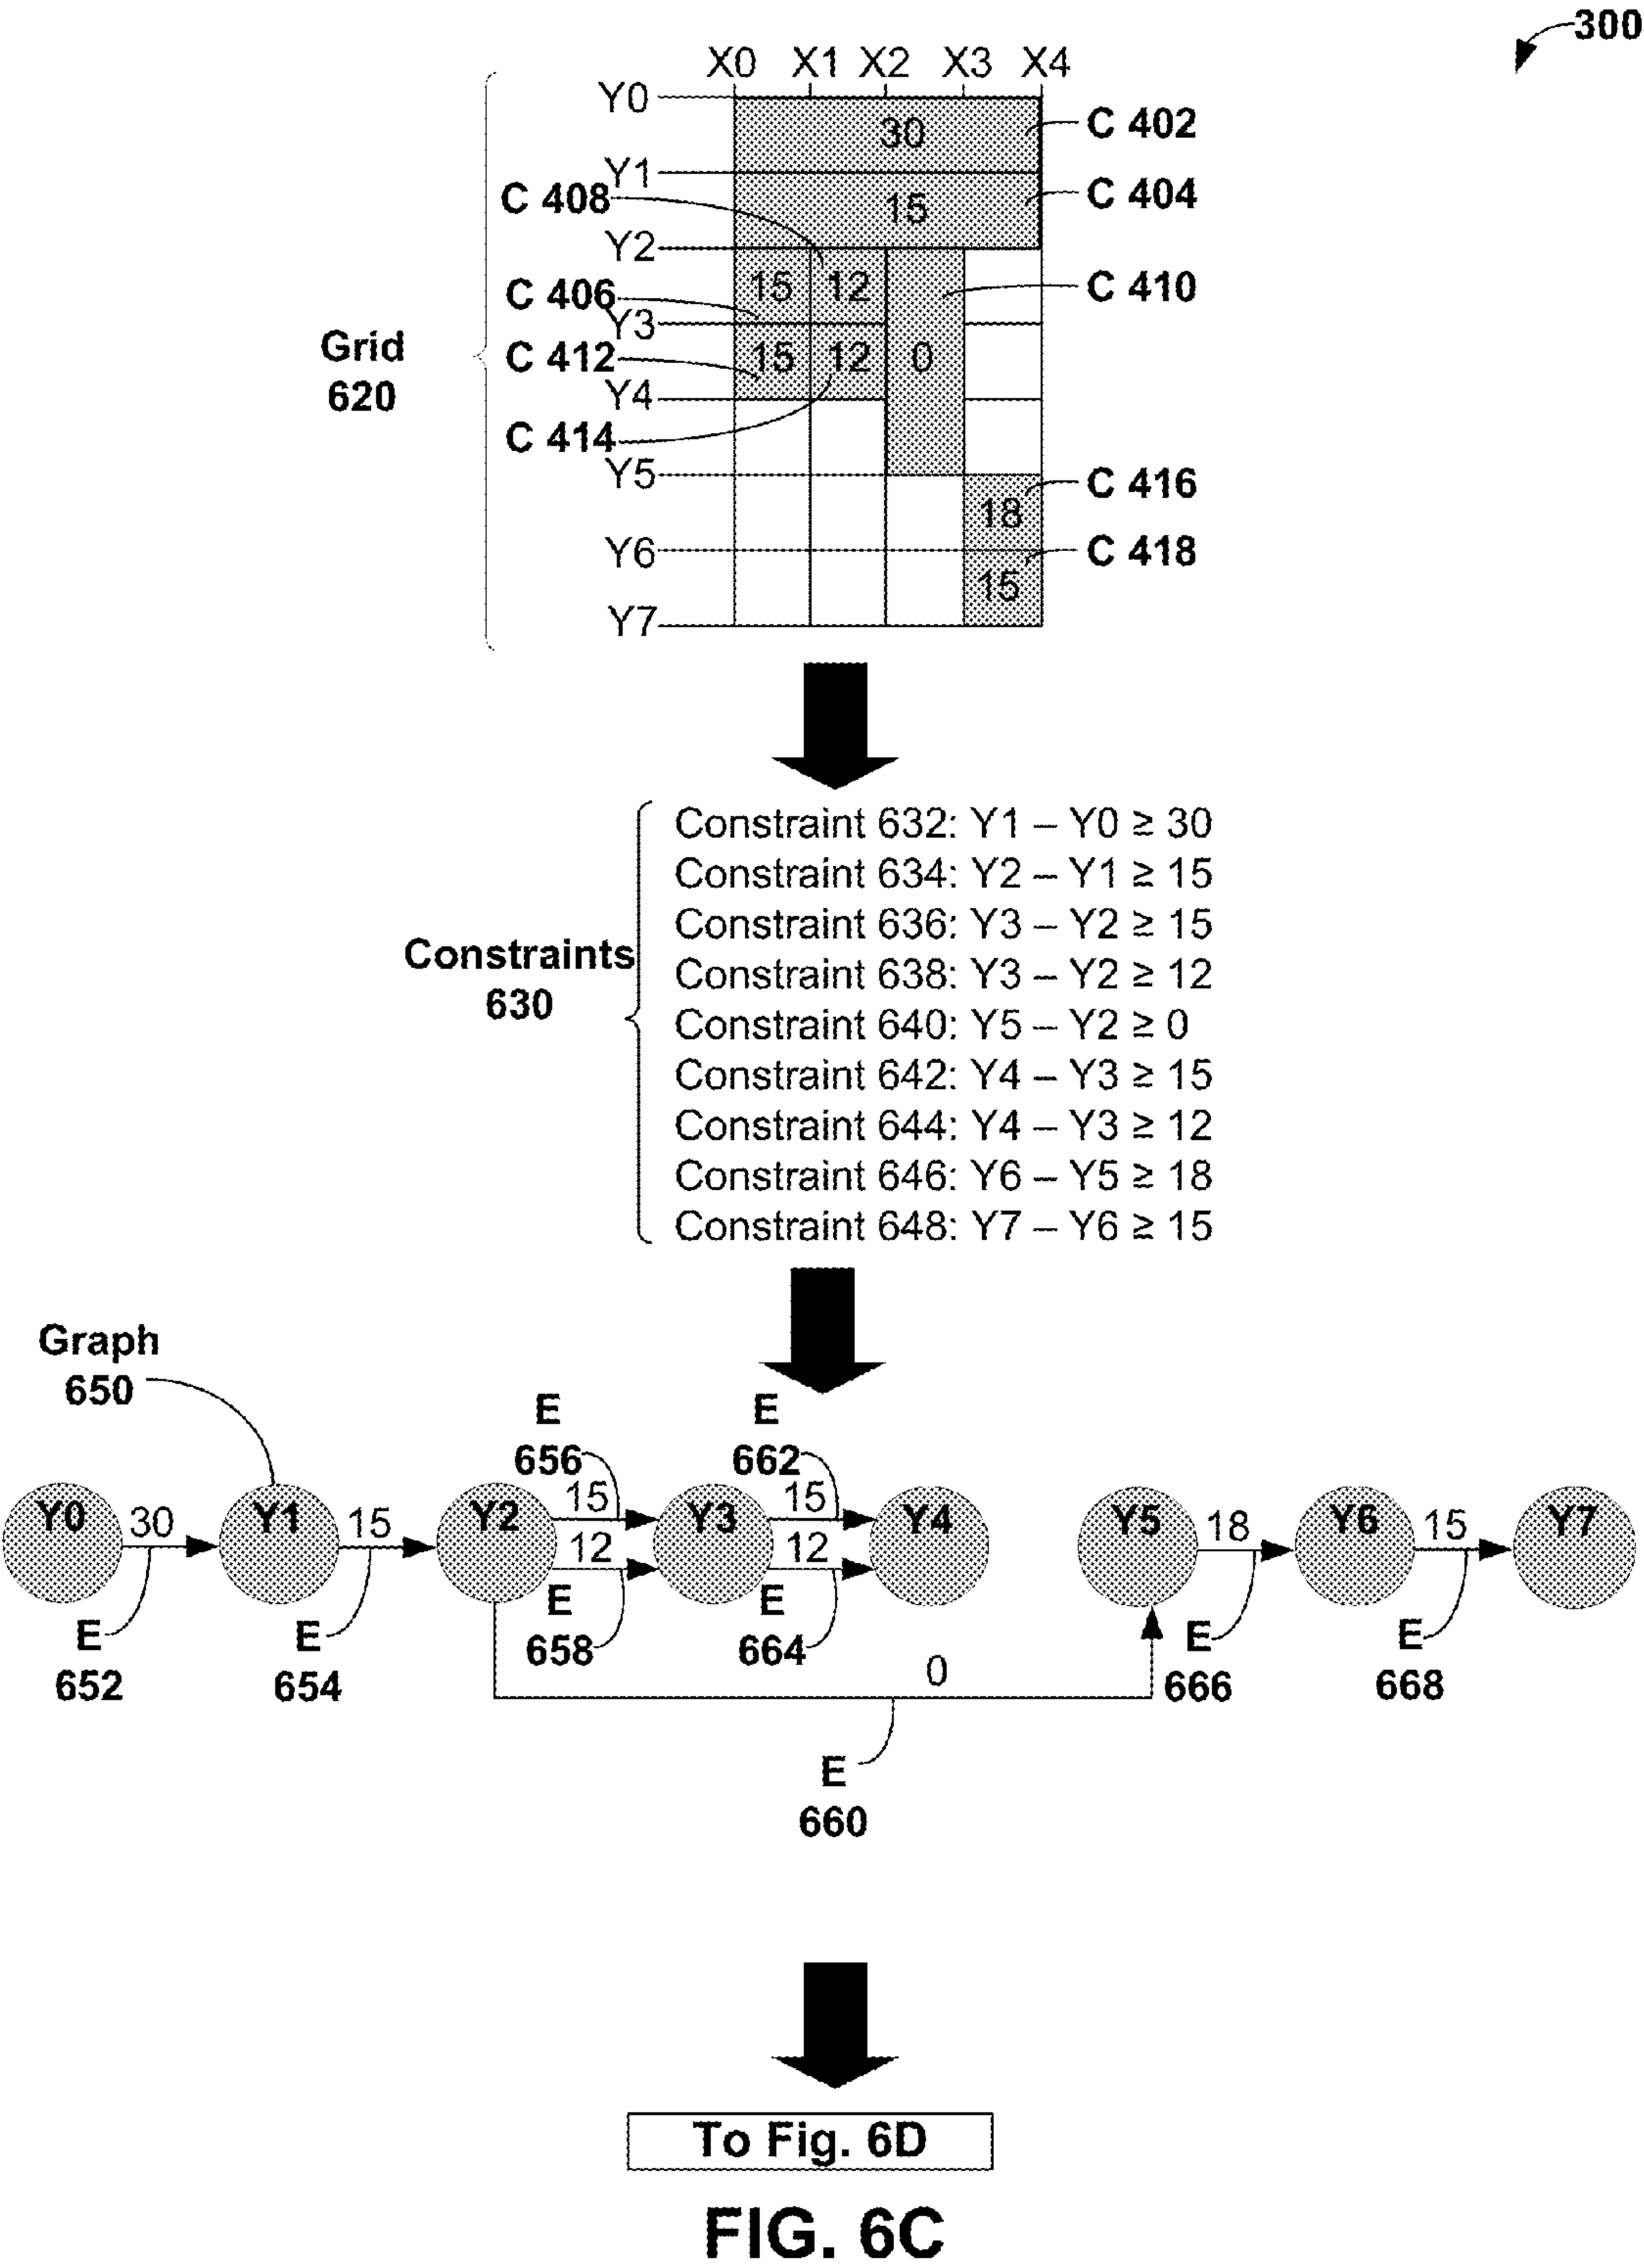 300
X0 X1 X2 X3 X4
Y0
30
C 402
Y1
C 408
15
C 404
Y2
15 12
C 406
C 410
Y3
Grid
620
C 412
15 12 0
Y4
C 414
Y5
C 416
18
Y6
C 418
15
Y7
Constraint 632: Y1 – Y0 ≥ 30
Constraint 634: Y2 – Y1 ≥ 15
Constraint 636: Y3 – Y2 ≥ 15
Constraints
630
Constraint 638: Y3 – Y2 ≥ 12
Constraint 640: Y5 – Y2 ≥ 0
Constraint 642: Y4 – Y3 ≥ 15
Constraint 644: Y4 – Y3 ≥ 12
Constraint 646: Y6 – Y5 ≥ 18
Constraint 648: Y7 – Y6 ≥ 15
Graph
650
E
656
E
662
Y0 30 Y1 15 Y2 15 Y3 15 Y4 Y5 18 Y6 15 Y7
12 12
E
652
E
654
E
658
E
664
0
E
666
E
668
E
660
To Fig. 6D
FIG. 6C